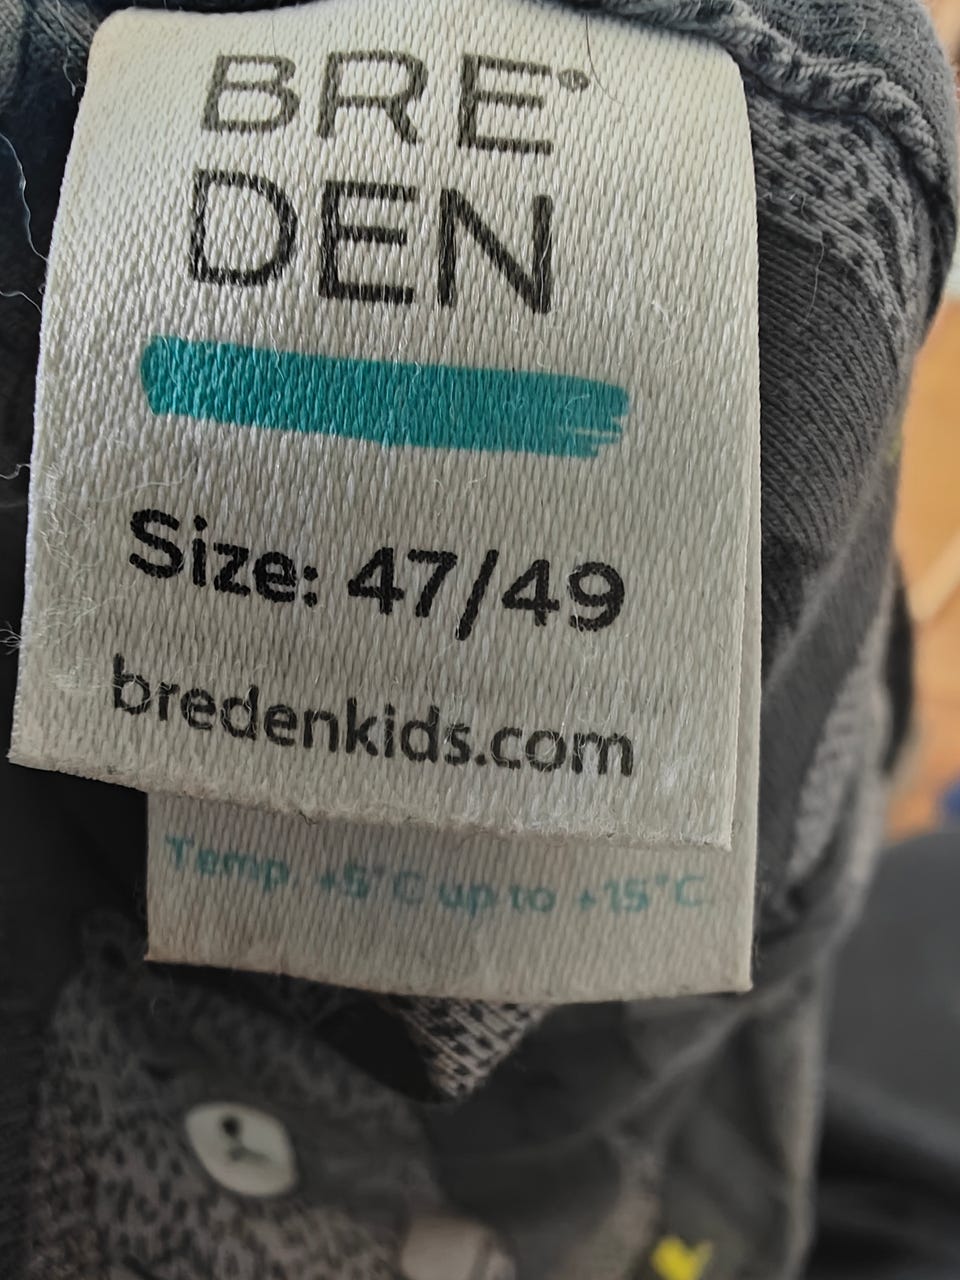 BRE
DEN
Size: 47/49
bredenkids.com
Temp. +5°C up to +15°C